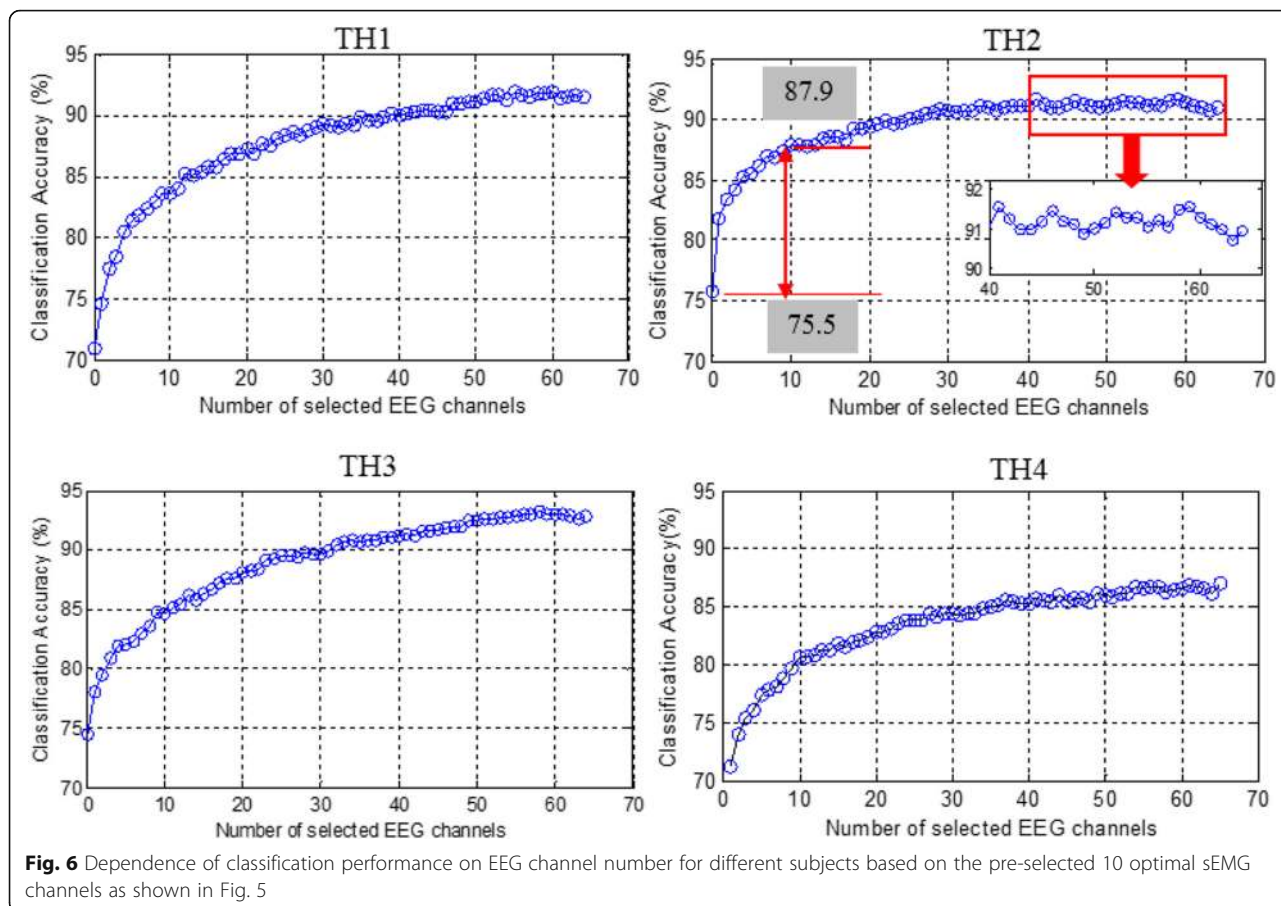 TH1
Classification Accuracy (%)
95
90
85
80
75
70
0 10 20 30 40 50 60 70
Number of selected EEG channels
TH2
Classification Accuracy (%)
95
90
85
80
75
70
87.9
75.5
92
91
90
40 50 60
0 10 20 30 40 50 60 70
Number of selected EEG channels
TH3
Classification Accuracy (%)
95
90
85
80
75
70
0 10 20 30 40 50 60 70
Number of selected EEG channels
TH4
Classification Accuracy(%)
95
90
85
80
75
70
10 20 30 40 50 60 70
Number of selected EEG channels
Fig. 6 Dependence of classification performance on EEG channel number for different subjects based on the pre-selected 10 optimal sEMG
channels as shown in Fig. 5